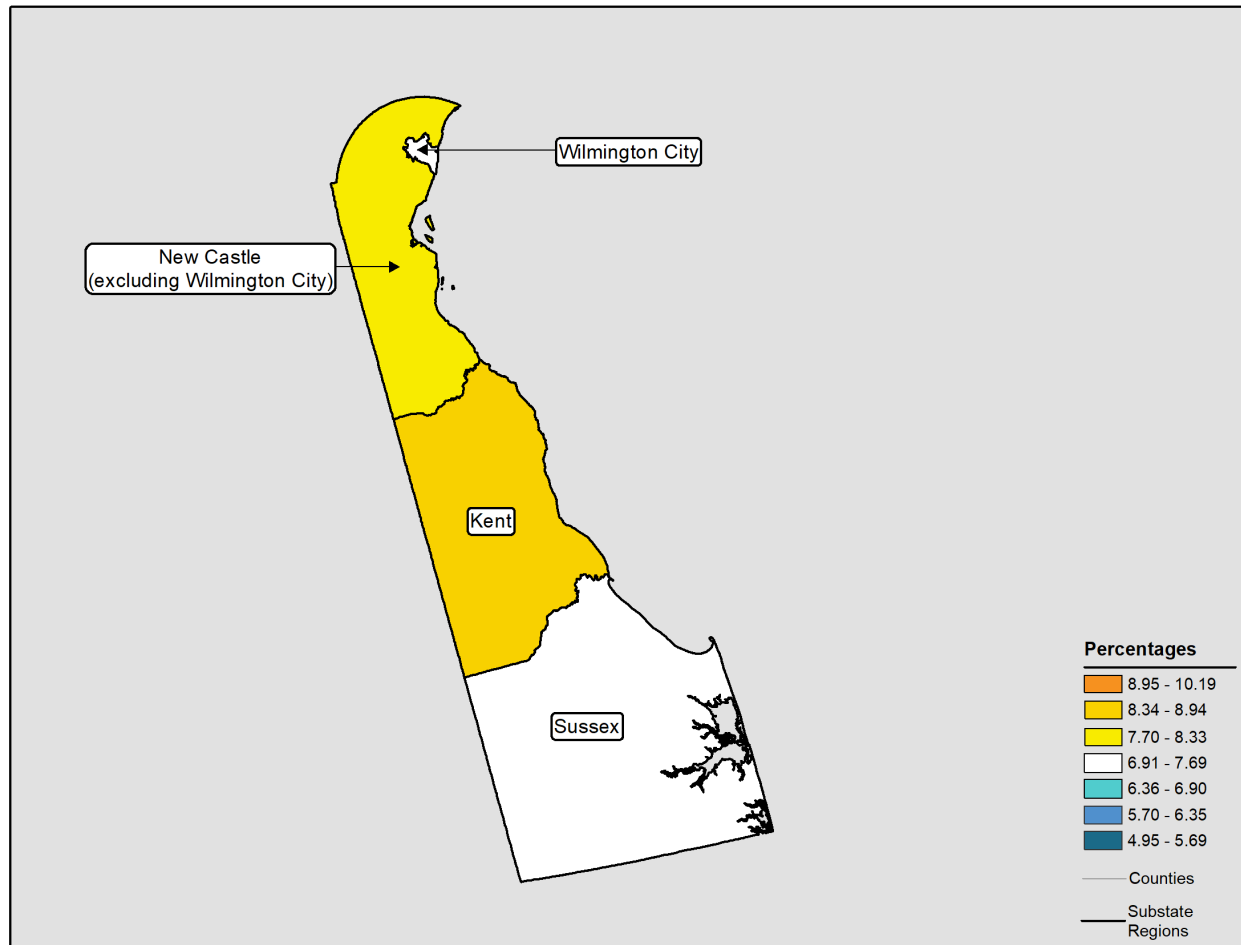 Wilmington City
New Castle
(excluding Wilmington City)
Kent
Sussex
Percentages
8.95 - 10.19
8.34 - 8.94
7.70 - 8.33
6.91 - 7.69
6.36 - 6.90
5.70 - 6.35
4.95 - 5.69
Counties
Substate
Regions